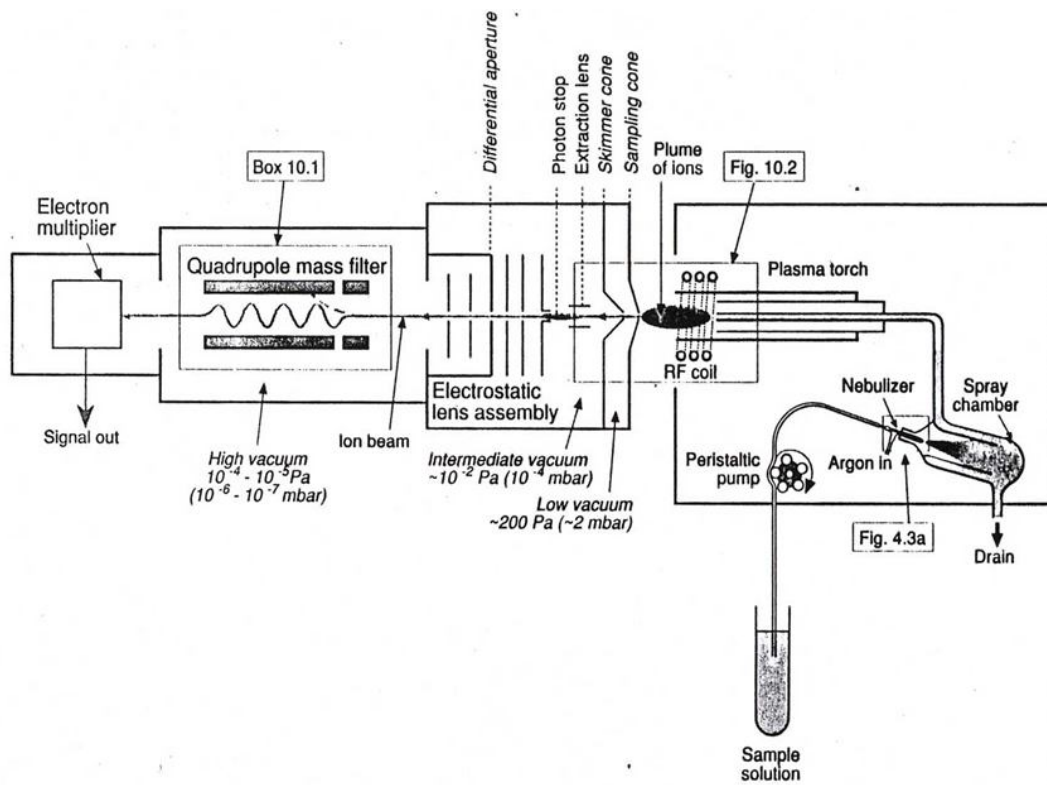 Differential aperture
Photon stop
Extraction lens
Skimmer cone
Sampling cone
Box 10.1
Plume
of ions
Fig. 10.2
Electron
multiplier
Quadrupole mass filter
Plasma torch
RF coil
Electrostatic
lens assembly
Nebulizer
Spray
chamber
Signal out
Ion beam
High vacuum
10⁻⁴ - 10⁻⁵Pa
(10⁻⁶ - 10⁻⁷ mbar)
Intermediate vacuum
~10⁻² Pa (10⁻⁴ mbar)
Low vacuum
~200 Pa (~2 mbar)
Peristaltic
pump
Argon in
Fig. 4.3a
Drain
Sample
solution